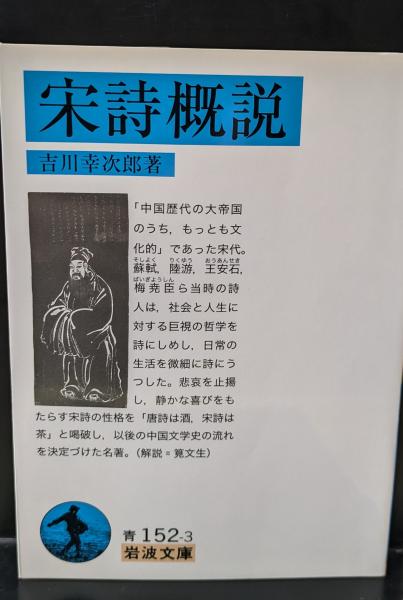 宋詩概説
吉川幸次郎著
「中国歴代の大帝国
のうち，もっとも文
化的」であった宋代。
そしよく　りくゆう　おうあんせき
蘇軾，陸游，王安石，
ばいぎようしん
梅尭臣ら当時の詩
人は，社会と人生に
対する巨視の哲学を
詩にしめし，日常の
生活を微細に詩にう
つした。悲哀を止揚
し，静かな喜びをも
たらす宋詩の性格を「唐詩は酒，宋詩は
茶」と喝破し，以後の中国文学史の流れ
を決定づけた名著。（解説＝筧文生）
青 152-3
岩波文庫